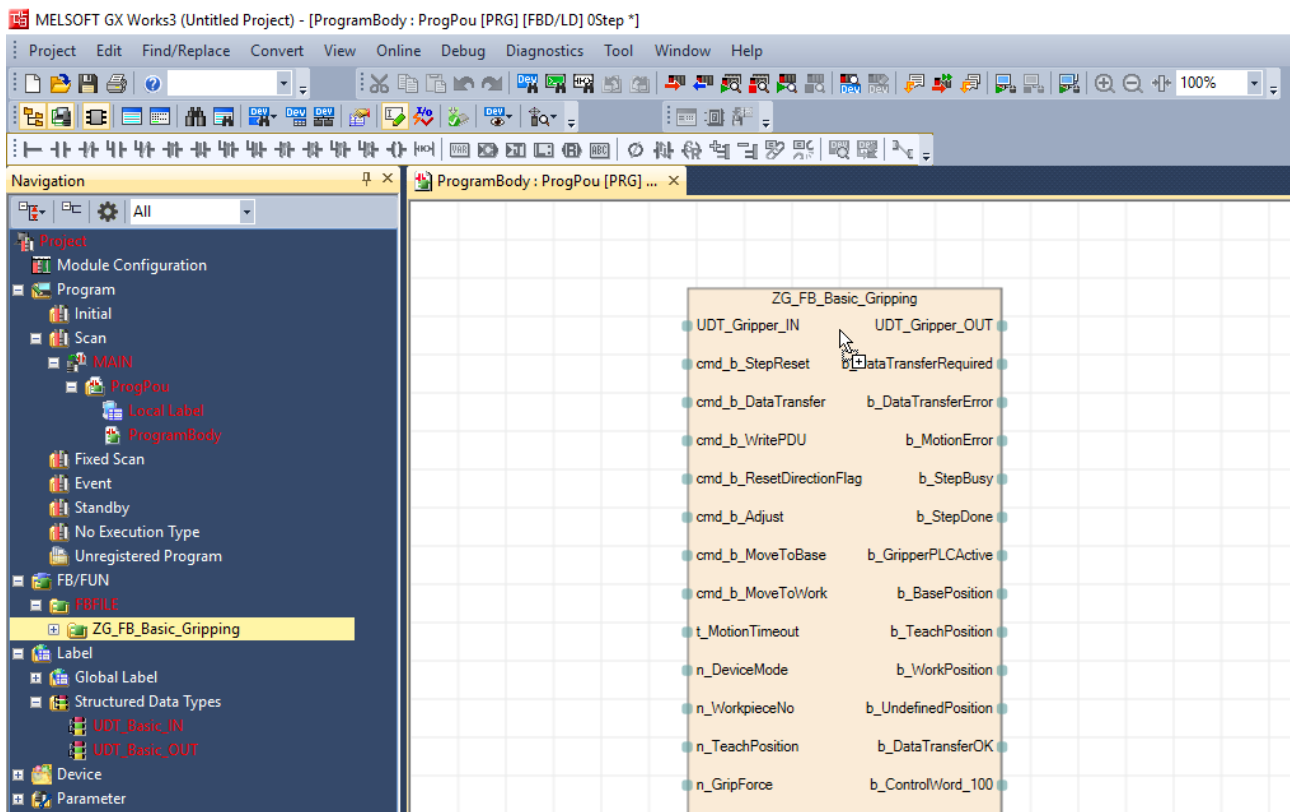 MELSOFT GX Works3 (Untitled Project) - [ProgramBody : ProgPou [PRG] [FBD/LD] 0Step *]
Project Edit Find/Replace Convert View Online Debug Diagnostics Tool Window Help
100%
Navigation
ProgramBody : ProgPou [PRG] ...
All
Project
Module Configuration
Program
Initial
Scan
MAIN
ProgPou
Local Label
ProgramBody
Fixed Scan
Event
Standby
No Execution Type
Unregistered Program
FB/FUN
FBFILE
ZG_FB_Basic_Gripping
Label
Global Label
Structured Data Types
UDT_Basic_IN
UDT_Basic_OUT
Device
Parameter
ZG_FB_Basic_Gripping
UDT_Gripper_IN UDT_Gripper_OUT
cmd_b_StepReset ataTransferRequired
cmd_b_DataTransfer b_DataTransferError
cmd_b_WritePDU b_MotionError
cmd_b_ResetDirectionFlag b_StepBusy
cmd_b_Adjust b_StepDone
cmd_b_MoveToBase b_GripperPLCActive
cmd_b_MoveToWork b_BasePosition
t_MotionTimeout b_TeachPosition
n_DeviceMode b_WorkPosition
n_WorkpieceNo b_UndefinedPosition
n_TeachPosition b_DataTransferOK
n_GripForce b_ControlWord_100